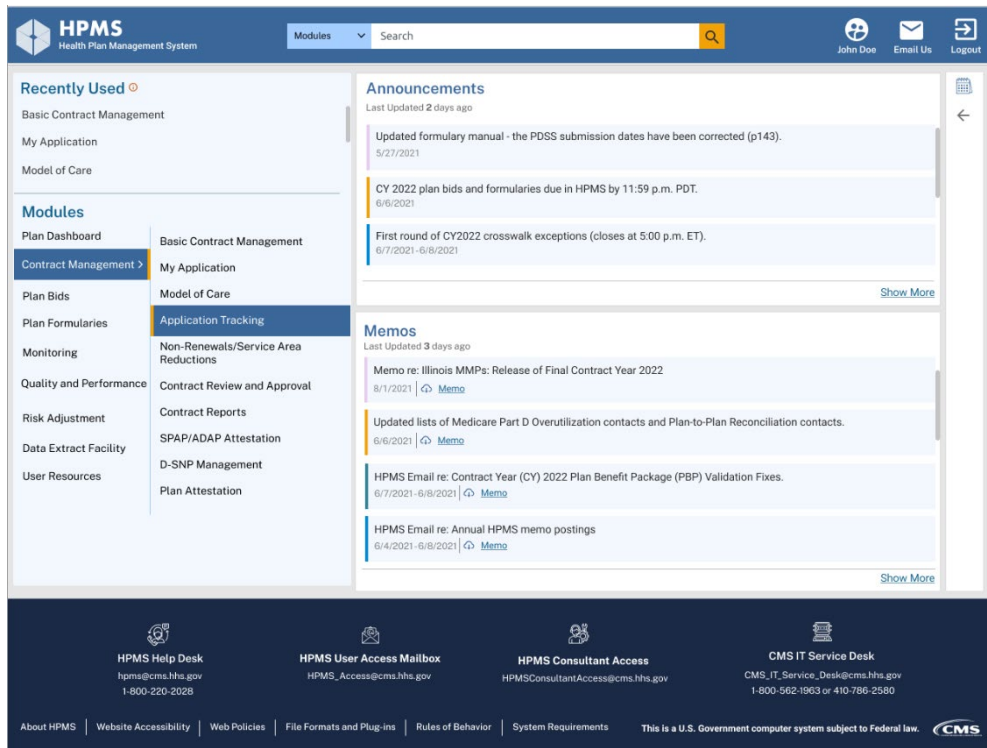 HPMS
Health Plan Management System
Modules
Search
John Doe
Email Us
Logout
Recently Used
Basic Contract Management
My Application
Model of Care
Modules
Plan Dashboard
Contract Management >
Plan Bids
Plan Formularies
Monitoring
Quality and Performance
Risk Adjustment
Data Extract Facility
User Resources
Basic Contract Management
My Application
Model of Care
Application Tracking
Non-Renewals/Service Area
Reductions
Contract Review and Approval
Contract Reports
SPAP/ADAP Attestation
D-SNP Management
Plan Attestation
Announcements
Last Updated 2 days ago
Updated formulary manual - the PDSS submission dates have been corrected (p143).
5/27/2021
CY 2022 plan bids and formularies due in HPMS by 11:59 p.m. PDT.
6/6/2021
First round of CY2022 crosswalk exceptions (closes at 5:00 p.m. ET).
6/7/2021-6/8/2021
Show More
Memos
Last Updated 3 days ago
Memo re: Illinois MMPs: Release of Final Contract Year 2022
8/1/2021 Memo
Updated lists of Medicare Part D Overutilization contacts and Plan-to-Plan Reconciliation contacts.
6/6/2021 Memo
HPMS Email re: Contract Year (CY) 2022 Plan Benefit Package (PBP) Validation Fixes.
6/7/2021-6/8/2021 Memo
HPMS Email re: Annual HPMS memo postings
6/4/2021-6/8/2021 Memo
Show More
HPMS Help Desk
hpms@cms.hhs.gov
1-800-220-2028
HPMS User Access Mailbox
HPMS_Access@cms.hhs.gov
HPMS Consultant Access
HPMSConsultantAccess@cms.hhs.gov
CMS IT Service Desk
CMS_IT_Service_Desk@cms.hhs.gov
1-800-562-1963 or 410-786-2580
About HPMS | Website Accessibility | Web Policies | File Formats and Plug-ins | Rules of Behavior | System Requirements
This is a U.S. Government computer system subject to Federal law.
CMS